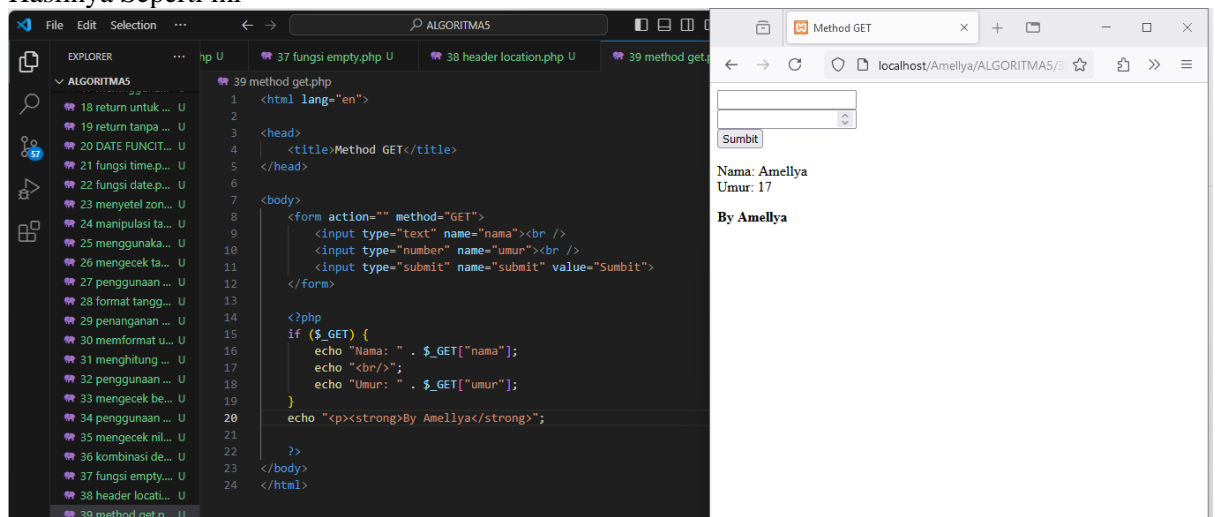 Hasilnya Seperti ini
File Edit Selection ...
ALGORITMA5
EXPLORER ...
ALGORITMA5
18 return untuk ... U
19 return tanpa ... U
20 DATE FUNCIT... U
21 fungsi time.p... U
22 fungsi date.p... U
23 menyetel zon... U
24 manipulasi ta... U
25 menggunaka... U
26 mengecek ta... U
27 penggunaan ... U
28 format tangg... U
29 penanganan ... U
30 memformat u... U
31 menghitung ... U
32 penggunaan ... U
33 mengecek be... U
34 penggunaan ... U
35 mengecek nil... U
36 kombinasi de... U
37 fungsi empty.... U
38 header locati... U
39 method get.p... U
57
hp U
37 fungsi empty.php U
38 header location.php U
39 method get.p
39 method get.php
1 <html lang="en">
2
3 <head>
4 <title>Method GET</title>
5 </head>
6
7 <body>
8 <form action="" method="GET">
9 <input type="text" name="nama"><br />
10 <input type="number" name="umur"><br />
11 <input type="submit" name="submit" value="Sumbit">
12 </form>
13
14 <?php
15 if ($_GET) {
16 echo "Nama: " . $_GET["nama"];
17 echo "<br/>";
18 echo "Umur: " . $_GET["umur"];
19 }
20 echo "<p><strong>By Amellya</strong>";
21
22 ?>
23 </body>
24 </html>
Method GET
localhost/Amellya/ALGORITMA5/3
Sumbit
Nama: Amellya
Umur: 17
By Amellya